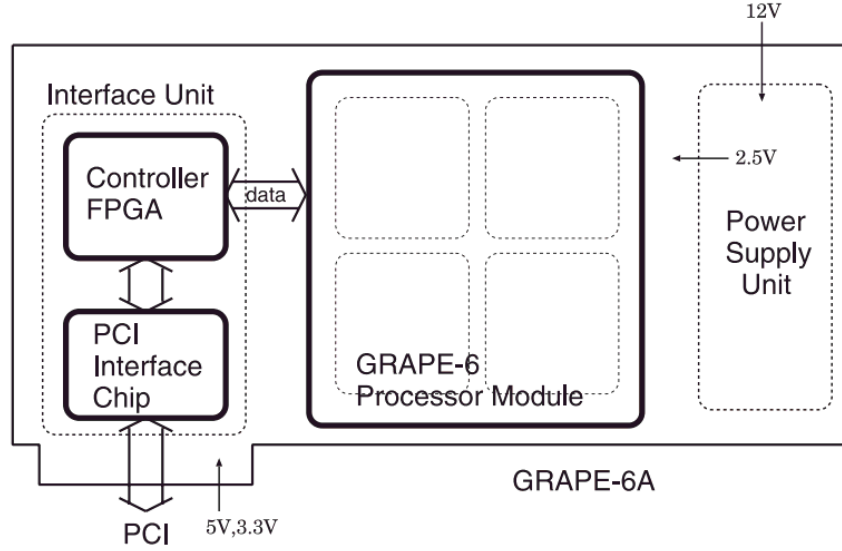 12V
Interface Unit
Controller
FPGA
data
2.5V
Power
Supply
Unit
PCI
Interface
Chip
GRAPE-6
Processor Module
GRAPE-6A
PCI
5V,3.3V